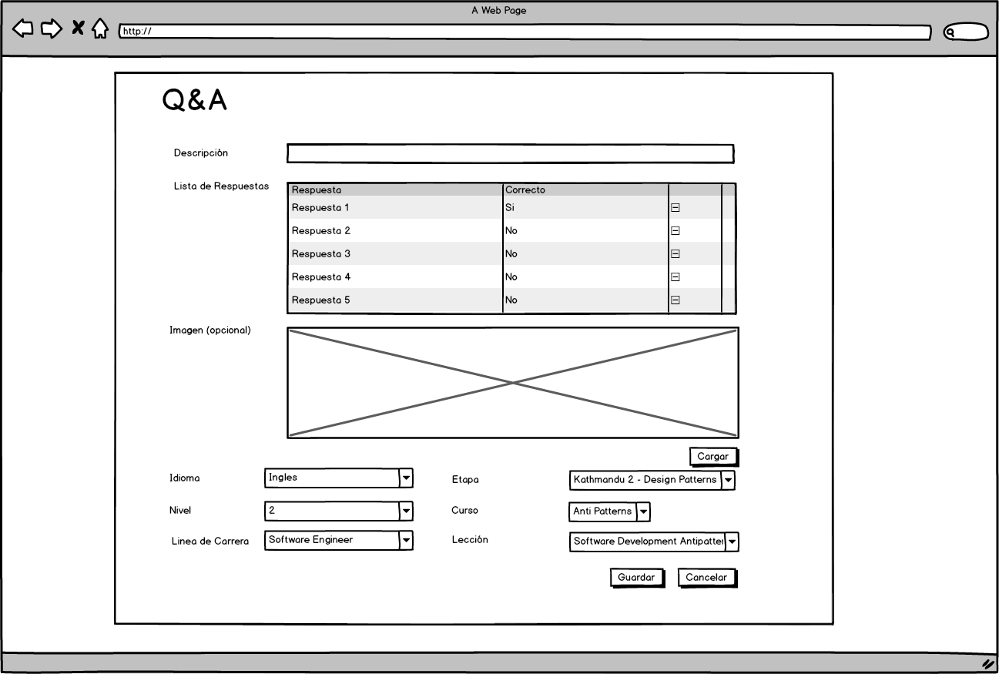 A Web Page
http://
Q&A
Descripción
Lista de Respuestas
Respuesta Correcto
Respuesta 1 Si
Respuesta 2 No
Respuesta 3 No
Respuesta 4 No
Respuesta 5 No
Imagen (opcional)
Cargar
Idioma Ingles Etapa Kathmandu 2 - Design Patterns
Nivel 2 Curso Anti Patterns
Linea de Carrera Software Engineer Lección Software Development Antipatter
Guardar Cancelar